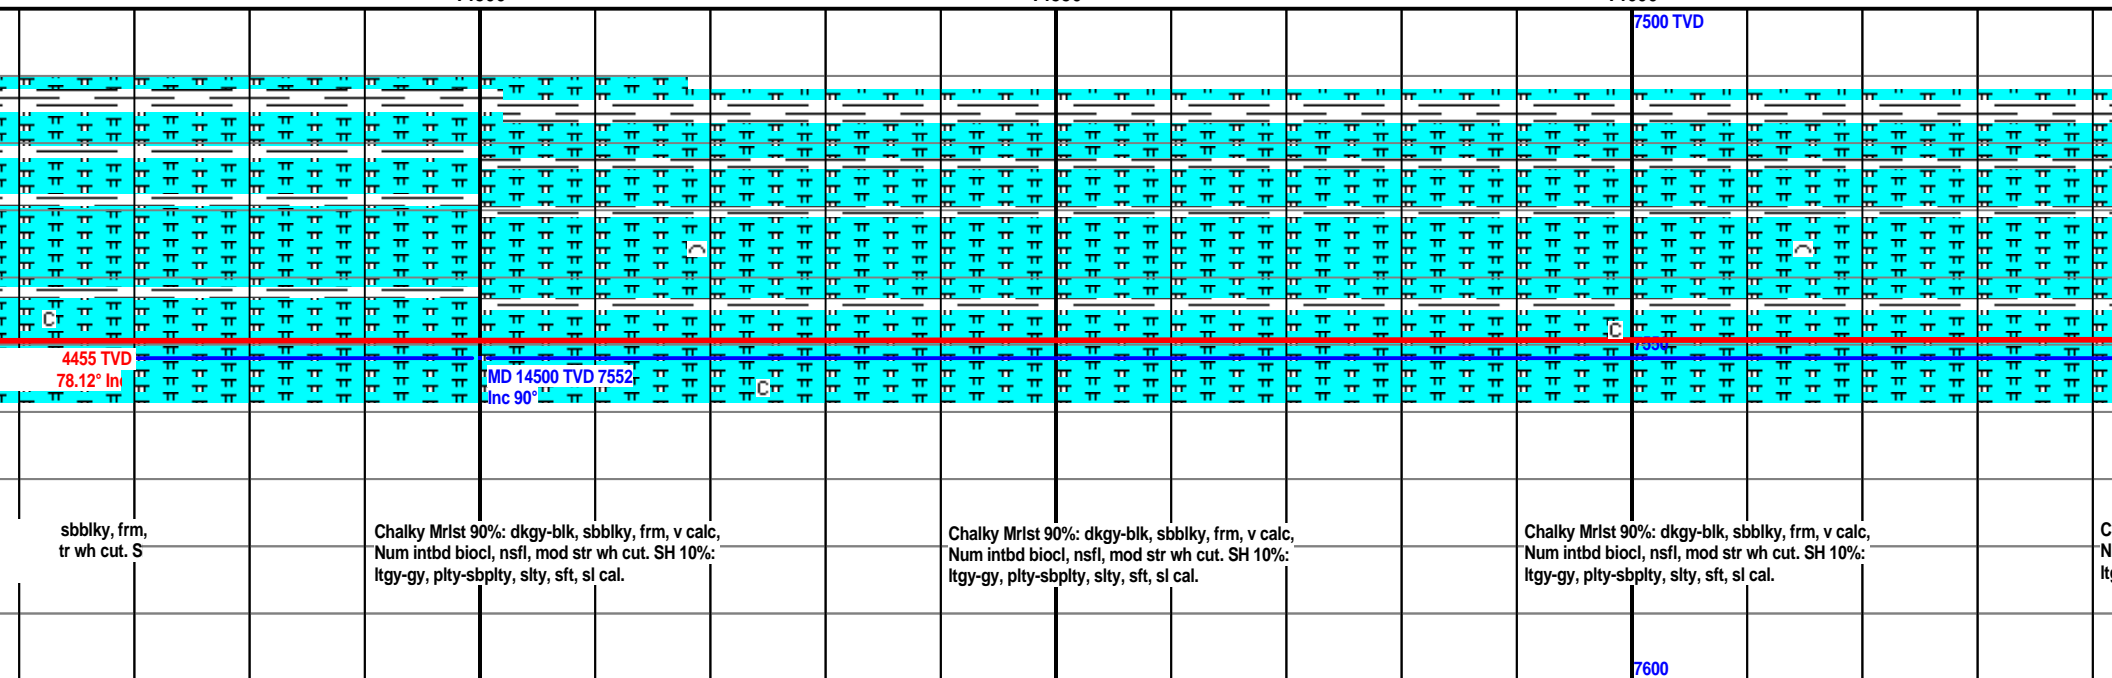 7500 TVD
C
C
7550
4455 TVD
78.12° In
MD 14500 TVD 7552
Inc 90°
C
sbblky, frm,
tr wh cut. S
Chalky Mrlst 90%: dkgy-blk, sbblky, frm, v calc,
Num intbd biocl, nsfl, mod str wh cut. SH 10%:
ltgy-gy, plty-sbplty, slty, sft, sl cal.
Chalky Mrlst 90%: dkgy-blk, sbblky, frm, v calc,
Num intbd biocl, nsfl, mod str wh cut. SH 10%:
ltgy-gy, plty-sbplty, slty, sft, sl cal.
Chalky Mrlst 90%: dkgy-blk, sbblky, frm, v calc,
Num intbd biocl, nsfl, mod str wh cut. SH 10%:
ltgy-gy, plty-sbplty, slty, sft, sl cal.
C
N
ltg
7600